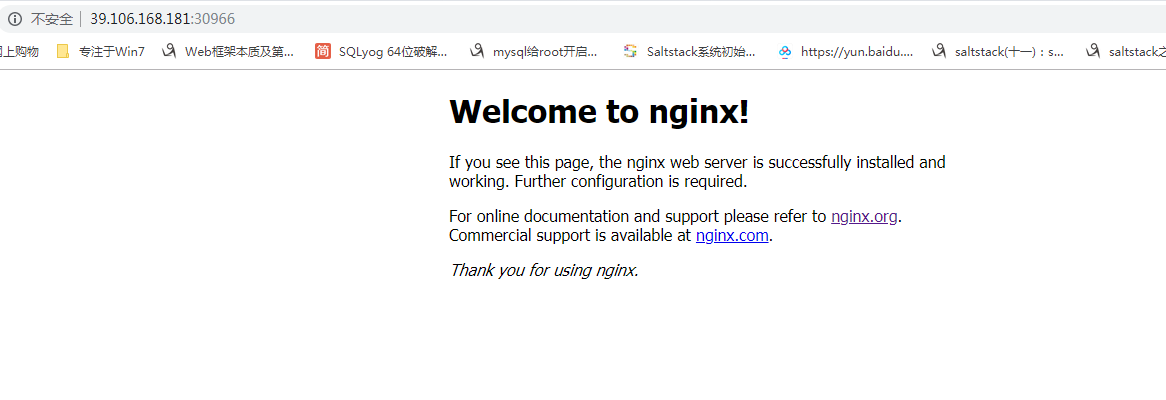 不安全 39.106.168.181:30966
上购物 专注于Win7 Web框架本质及第... 简 SQLyog 64位破解... mysql给root开启... Saltstack系统初始... https://yun.baidu.... saltstack(十一)：s... saltstack之
Welcome to nginx!
If you see this page, the nginx web server is successfully installed and
working. Further configuration is required.
For online documentation and support please refer to nginx.org.
Commercial support is available at nginx.com.
Thank you for using nginx.